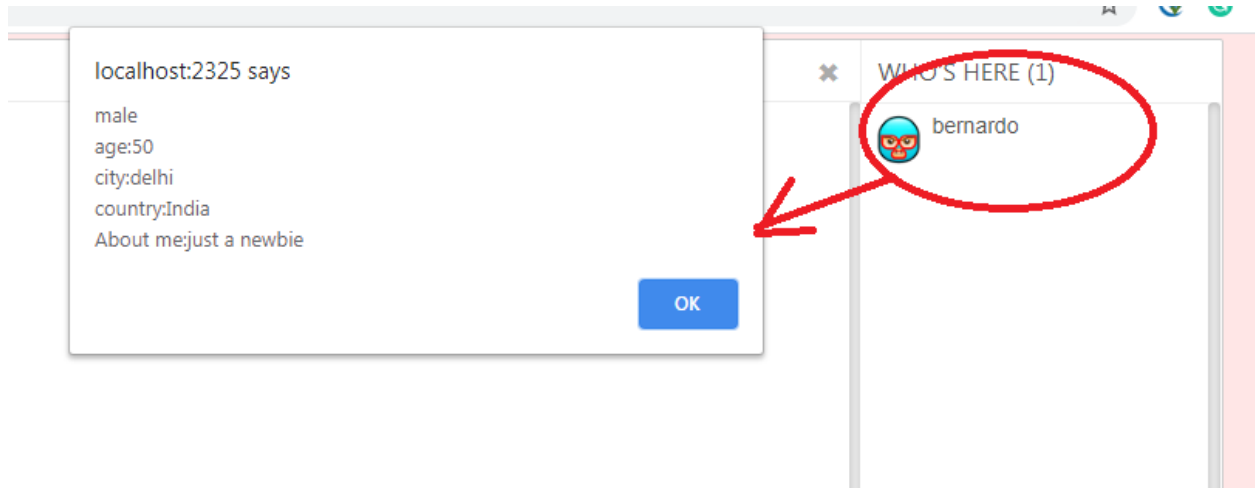 localhost:2325 says
male
age:50
city:delhi
country:India
About me:just a newbie
OK
WHO'S HERE (1)
bernardo